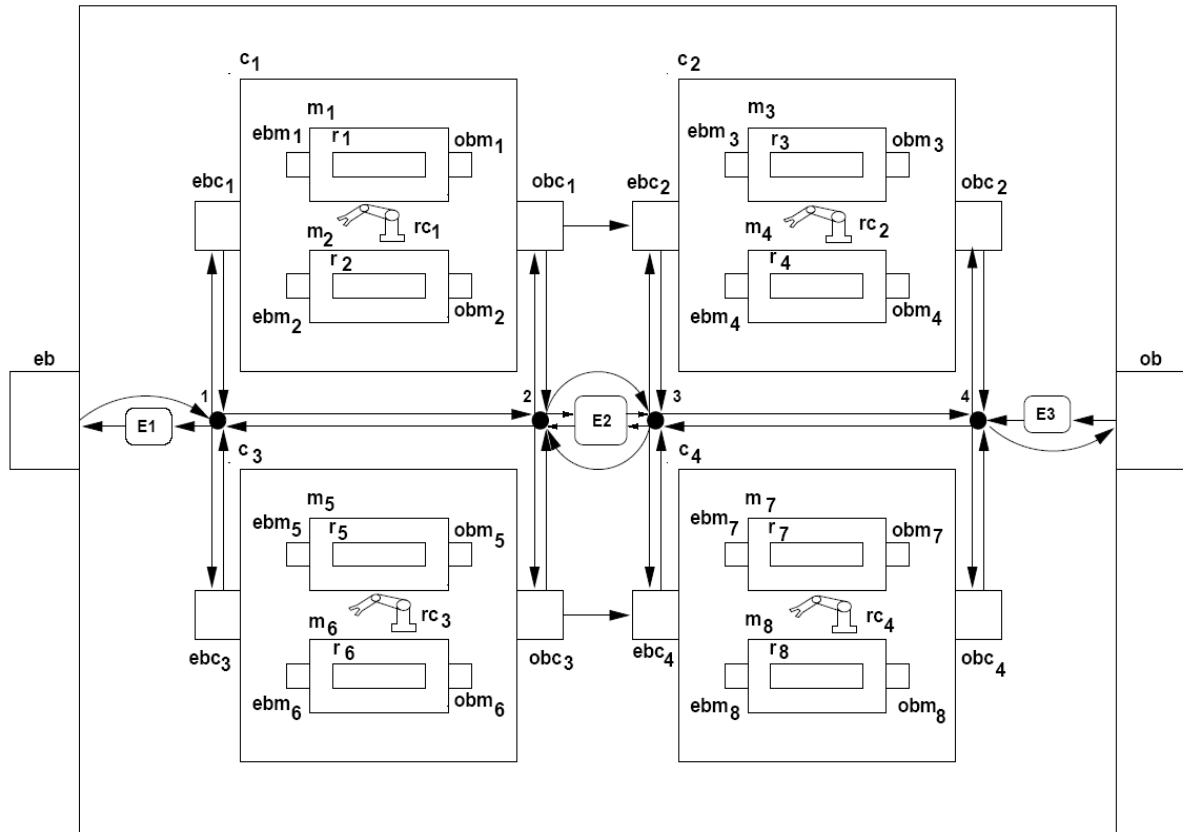 c1 c2
m1 m3
ebm1 r1 obm1 ebm3 r3 obm3
ebc1 obc1 ebc2 obc2
m2 rc1 m4 rc2
r2 r4
ebm2 obm2 ebm4 obm4
eb ob
1 2 3 4
E1 E2 E3
c3 c4
m5 m7
ebm5 r5 obm5 ebm7 r7 obm7
m6 rc3 m8 rc4
ebc3 r6 obc3 ebc4 r8 obc4
ebm6 obm6 ebm8 obm8